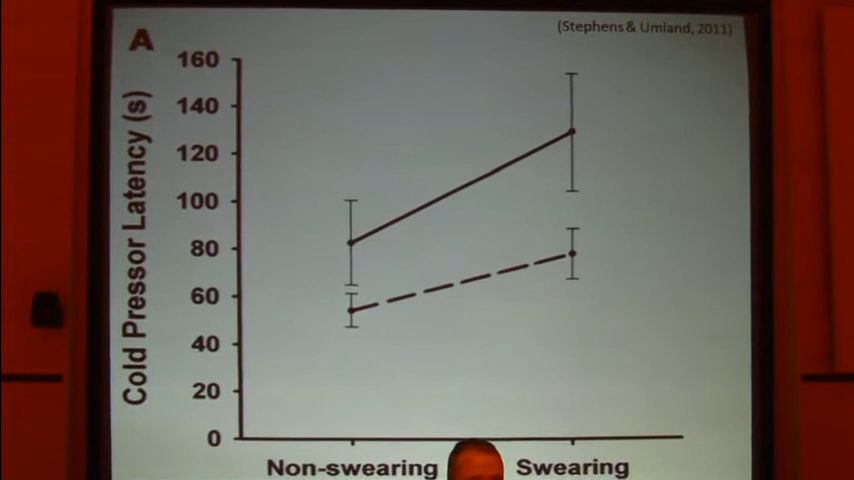 (Stephens & Umland, 2011)
A
Cold Pressor Latency (s)
160
140
120
100
80
60
40
20
0
Non-swearing
Swearing